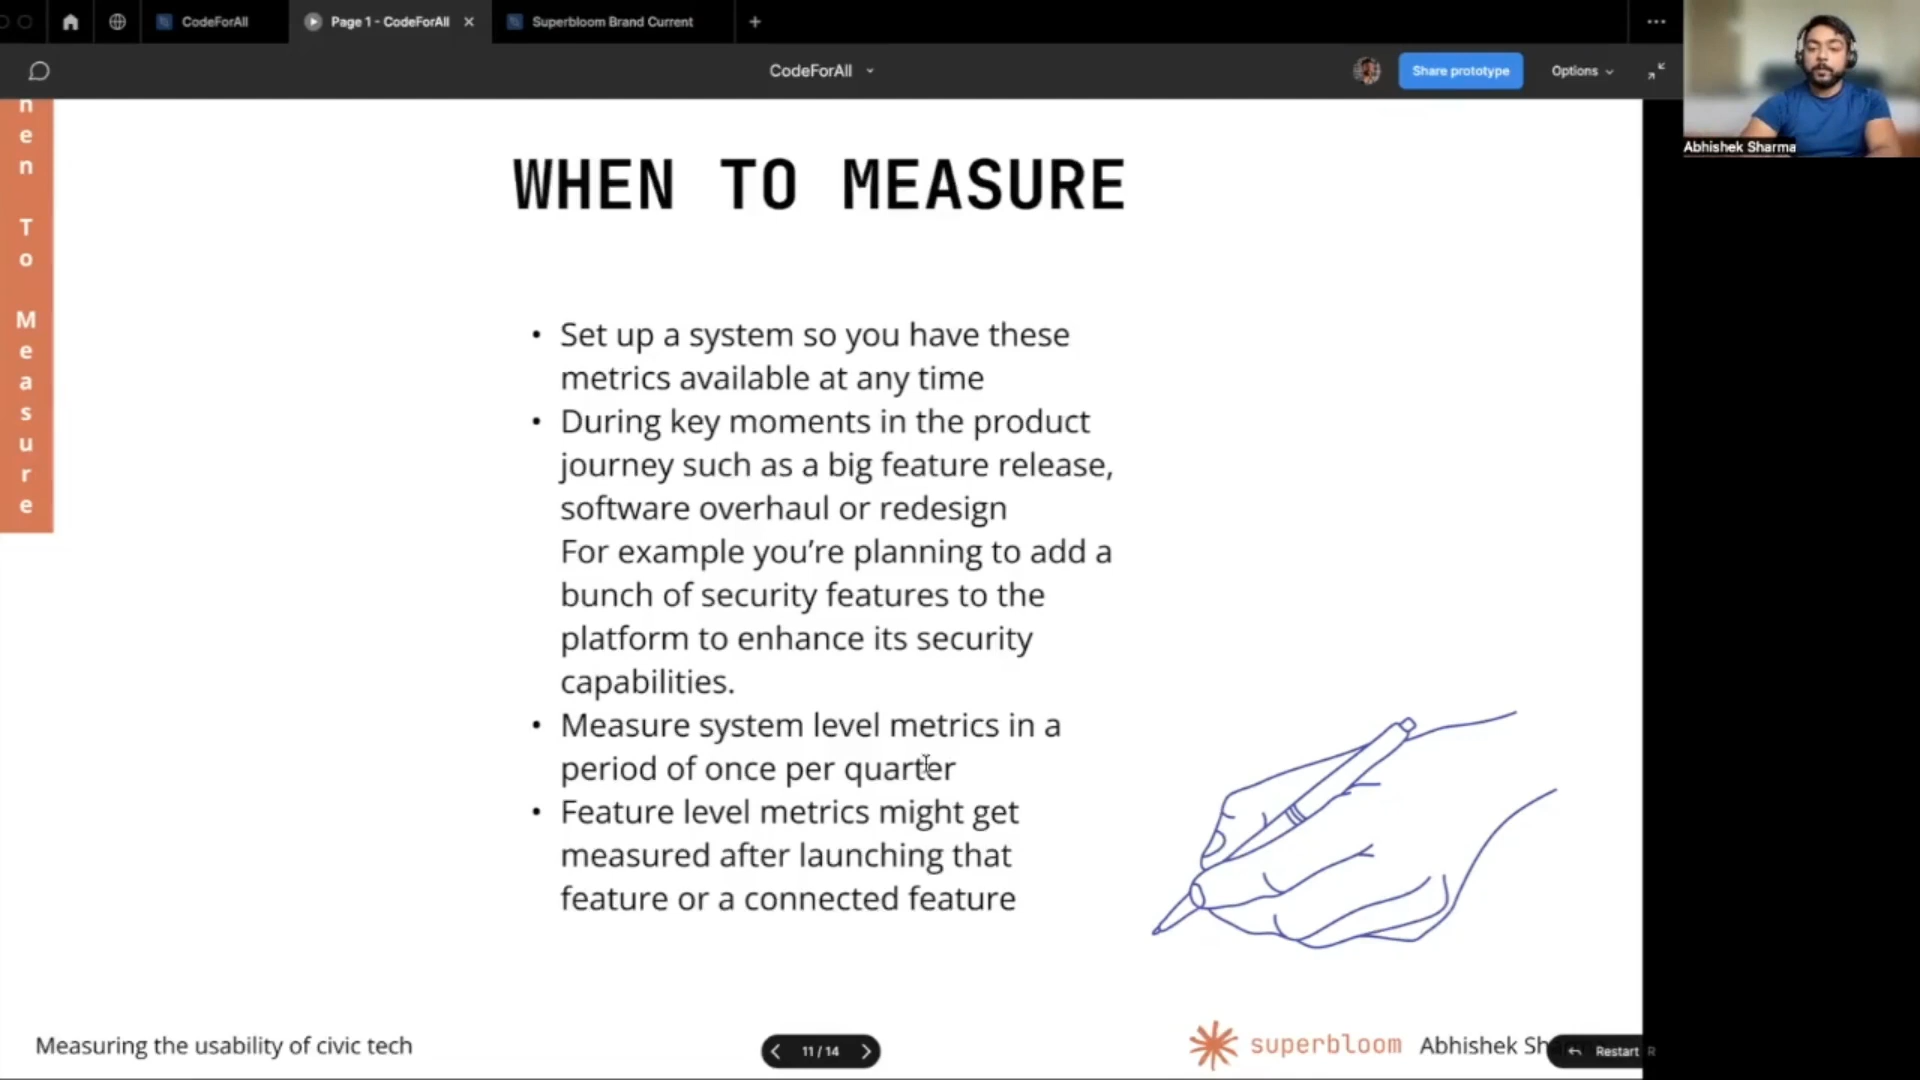 CodeForAll
Page 1 - CodeForAll
Superbloom Brand Current
CodeForAll
Share prototype
Options
Abhishek Sharma
n
e
n
T
o
M
e
a
s
u
r
e
WHEN TO MEASURE
• Set up a system so you have these
metrics available at any time
• During key moments in the product
journey such as a big feature release,
software overhaul or redesign
For example you’re planning to add a
bunch of security features to the
platform to enhance its security
capabilities.
• Measure system level metrics in a
period of once per quarter
• Feature level metrics might get
measured after launching that
feature or a connected feature
Measuring the usability of civic tech
11 / 14
superbloom
Abhishek Sh
Restart R